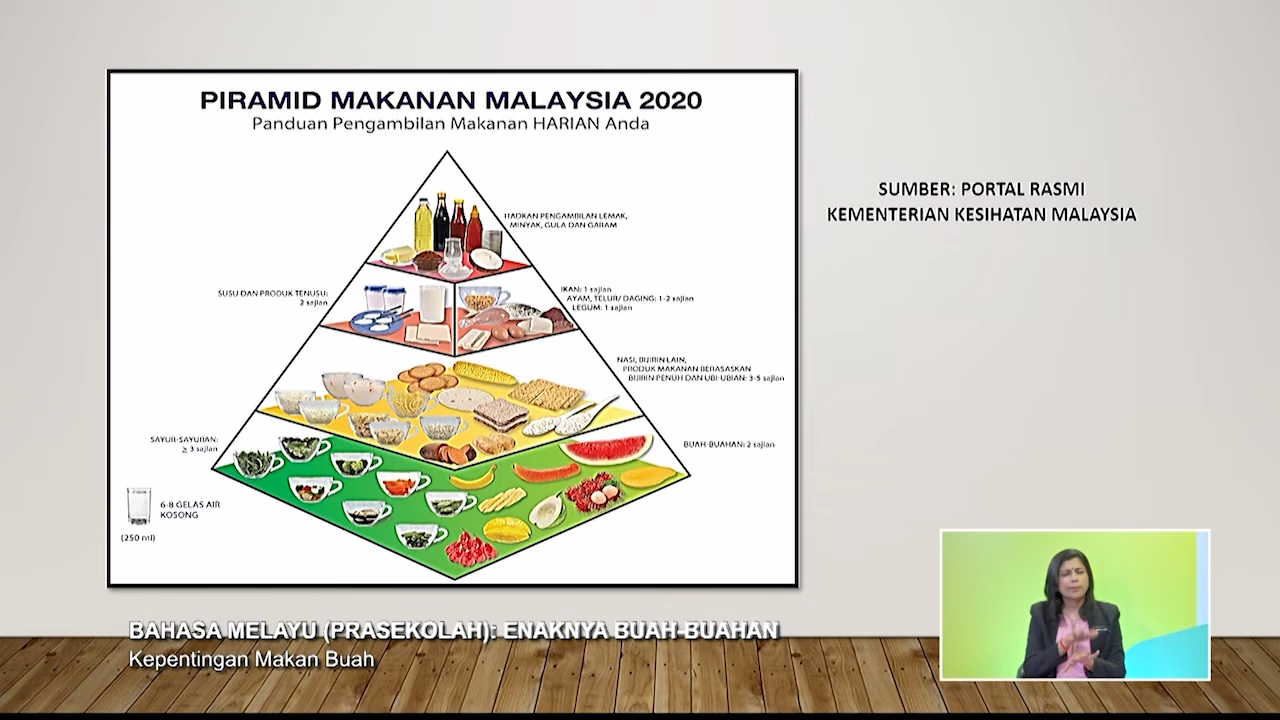 PIRAMID MAKANAN MALAYSIA 2020
Panduan Pengambilan Makanan HARIAN Anda
HADKAN PENGAMBILAN LEMAK,
MINYAK, GULA DAN GARAM
SUSU DAN PRODUK TENUSU:
2 sajian
IKAN: 1 sajian
AYAM, TELUR/ DAGING: 1-2 sajian
LEGUM: 1 sajian
NASI, BIJIRIN LAIN,
PRODUK MAKANAN BERASASKAN
BIJIRIN PENUH DAN UBI-UBIAN: 3-5 sajian
SAYUR-SAYURAN:
≥ 3 sajian
BUAH-BUAHAN: 2 sajian
6-8 GELAS AIR
KOSONG
(250 ml)
SUMBER: PORTAL RASMI
KEMENTERIAN KESIHATAN MALAYSIA
BAHASA MELAYU (PRASEKOLAH): ENAKNYA BUAH-BUAHAN
Kepentingan Makan Buah